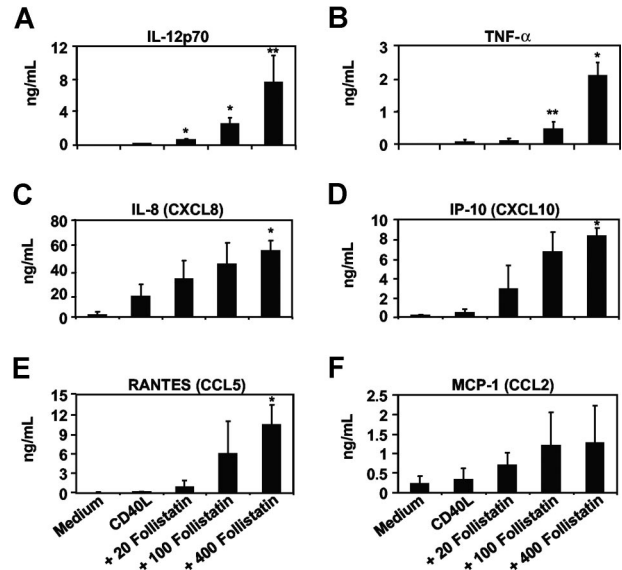 A
IL-12p70
ng/mL
12
8
4
0
*
*
**
B
TNF-α
ng/mL
3
2
1
0
**
*
C
IL-8 (CXCL8)
ng/mL
80
60
40
20
0
*
D
IP-10 (CXCL10)
ng/mL
10
8
6
4
2
0
*
E
RANTES (CCL5)
ng/mL
15
12
9
6
3
0
*
Medium
CD40L
+ 20 Follistatin
+ 100 Follistatin
+ 400 Follistatin
F
MCP-1 (CCL2)
ng/mL
2.5
2
1.5
1
0.5
0
Medium
CD40L
+ 20 Follistatin
+ 100 Follistatin
+ 400 Follistatin